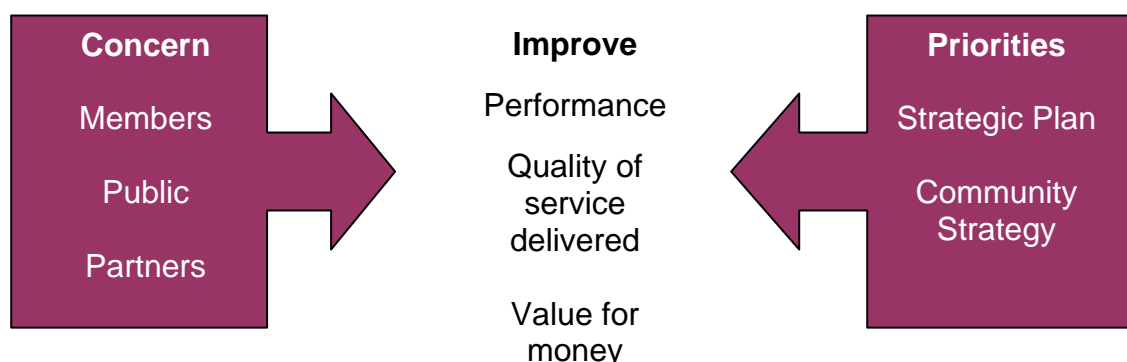 Concern
Members
Public
Partners
Improve
Performance
Quality of
service
delivered
Value for
money
Priorities
Strategic Plan
Community
Strategy